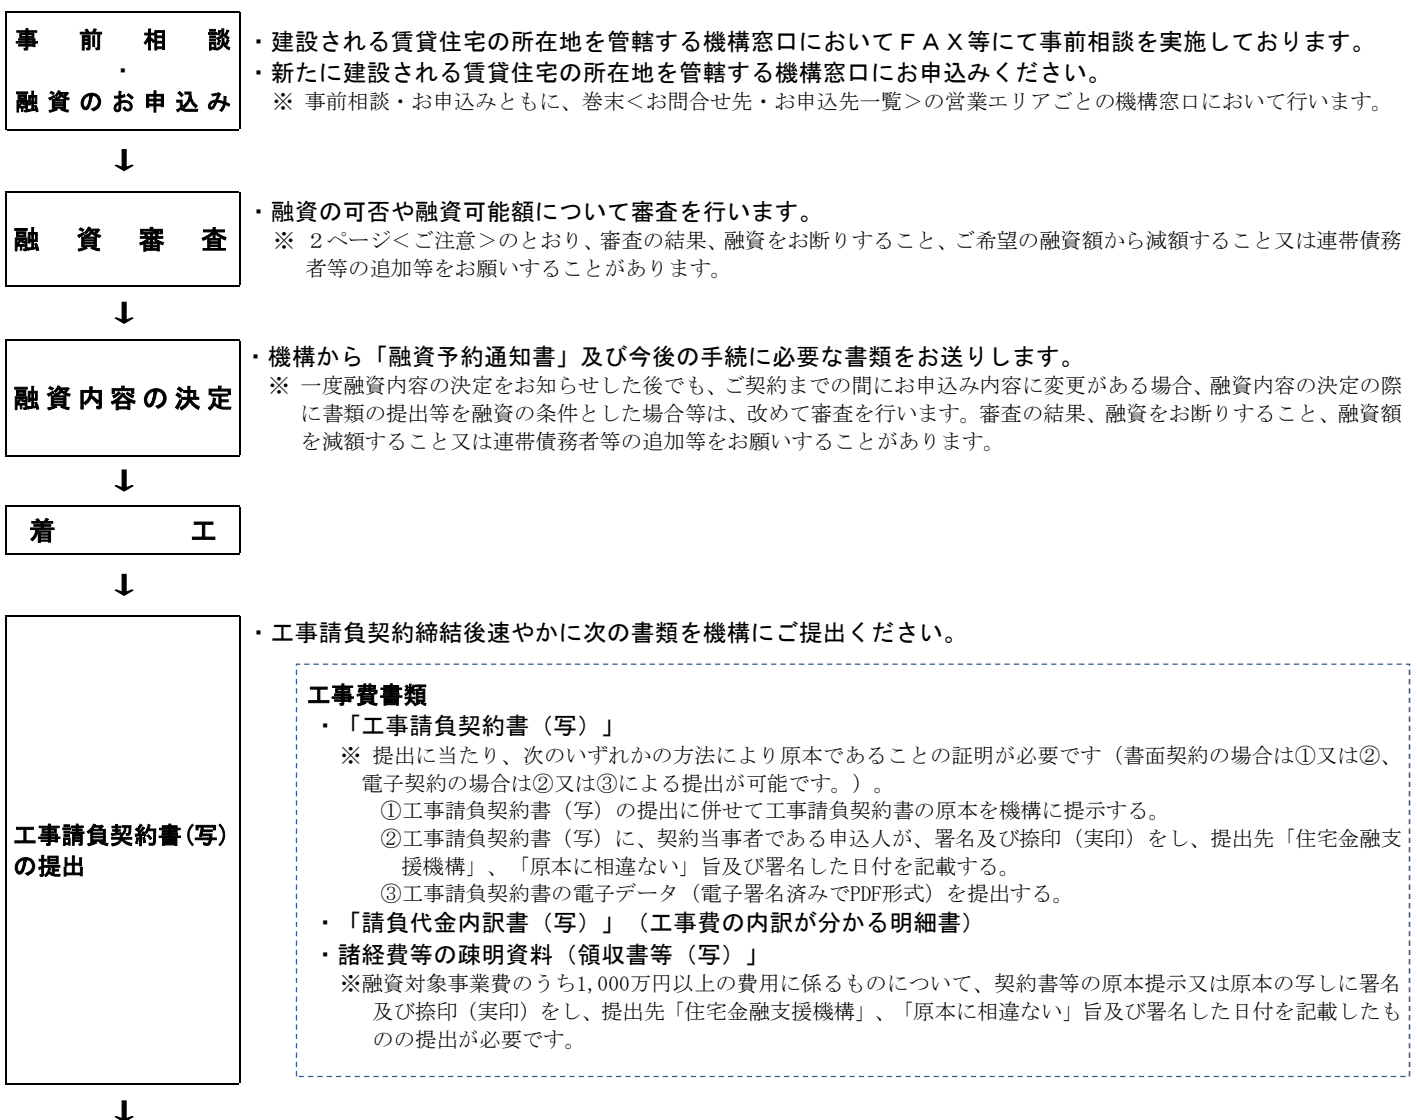 事前相談
・
融資のお申込み
・建設される賃貸住宅の所在地を管轄する機構窓口においてＦＡＸ等にて事前相談を実施しております。
・新たに建設される賃貸住宅の所在地を管轄する機構窓口にお申込みください。
※ 事前相談・お申込みともに、巻末＜お問合せ先・お申込先一覧＞の営業エリアごとの機構窓口において行います。
↓
融資審査
・融資の可否や融資可能額について審査を行います。
※ ２ページ＜ご注意＞のとおり、審査の結果、融資をお断りすること、ご希望の融資額から減額すること又は連帯債務
者等の追加等をお願いすることがあります。
↓
融資内容の決定
・機構から「融資予約通知書」及び今後の手続に必要な書類をお送りします。
※ 一度融資内容の決定をお知らせした後でも、ご契約までの間にお申込み内容に変更がある場合、融資内容の決定の際
に書類の提出等を融資の条件とした場合等は、改めて審査を行います。審査の結果、融資をお断りすること、融資額
を減額すること又は連帯債務者等の追加等をお願いすることがあります。
↓
着工
↓
工事請負契約書(写)
の提出
・工事請負契約締結後速やかに次の書類を機構にご提出ください。
工事費書類
・「工事請負契約書（写）」
※ 提出に当たり、次のいずれかの方法により原本であることの証明が必要です（書面契約の場合は①又は②、
電子契約の場合は②又は③による提出が可能です。）。
①工事請負契約書（写）の提出に併せて工事請負契約書の原本を機構に提示する。
②工事請負契約書（写）に、契約当事者である申込人が、署名及び捺印（実印）をし、提出先「住宅金融支
援機構」、「原本に相違ない」旨及び署名した日付を記載する。
③工事請負契約書の電子データ（電子署名済みでPDF形式）を提出する。
・「請負代金内訳書（写）」（工事費の内訳が分かる明細書）
・諸経費等の疎明資料（領収書等（写）」
※融資対象事業費のうち1,000万円以上の費用に係るものについて、契約書等の原本提示又は原本の写しに署名
及び捺印（実印）をし、提出先「住宅金融支援機構」、「原本に相違ない」旨及び署名した日付を記載したも
のの提出が必要です。
↓